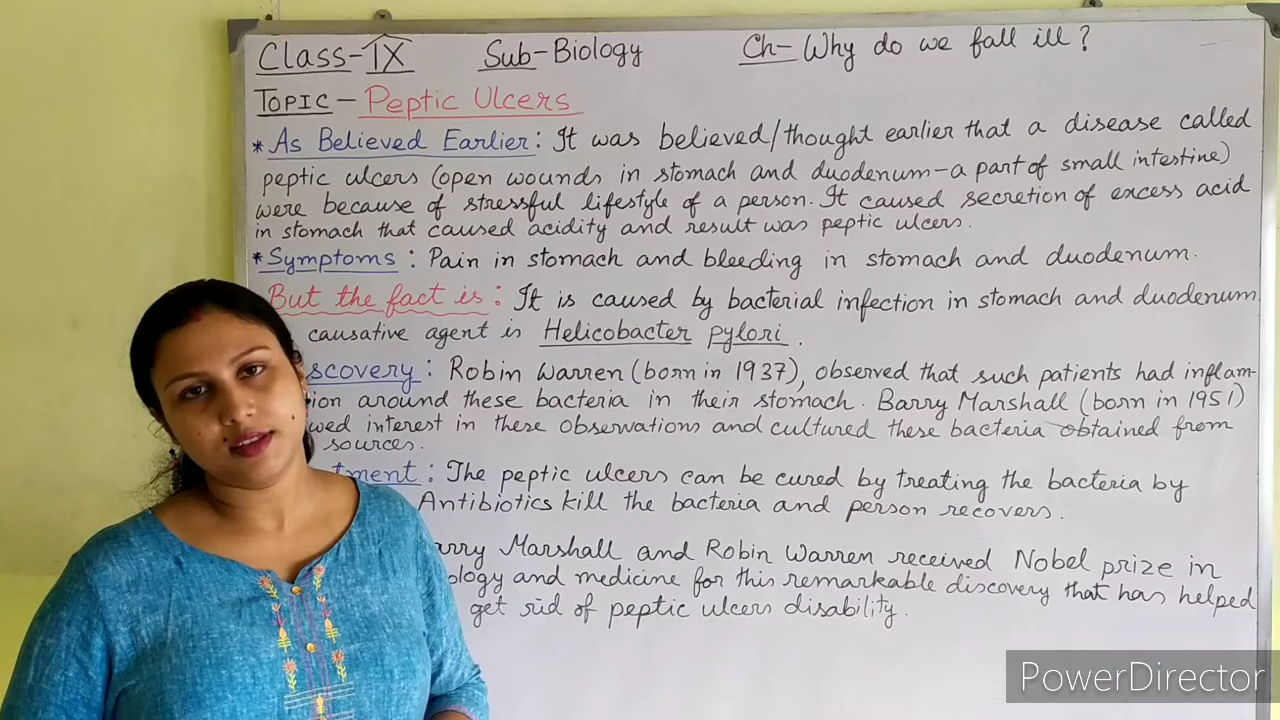 Class-IX Sub-Biology Ch- Why do we fall ill?
TOPIC- Peptic Ulcers
* As Believed Earlier: It was believed/thought earlier that a disease called
peptic ulcers (open wounds in stomach and duodenum-a part of small intestine)
were because of stressful lifestyle of a person. It caused secretion of excess acid
in stomach that caused acidity and result was peptic ulcers.
* Symptoms: Pain in stomach and bleeding in stomach and duodenum.
But the fact is: It is caused by bacterial infection in stomach and duodenum
causative agent is Helicobacter pylori.
scovery: Robin Warren (born in 1937), observed that such patients had inflam-
ion around these bacteria in their stomach. Barry Marshall (born in 1951)
wed interest in these observations and cultured these bacteria obtained from
sources.
tment: The peptic ulcers can be cured by treating the bacteria by
Antibiotics kill the bacteria and person recovers.
arry Marshall and Robin Warren received Nobel prize in
ology and medicine for this remarkable discovery that has helped
get rid of peptic ulcers disability.
PowerDirector